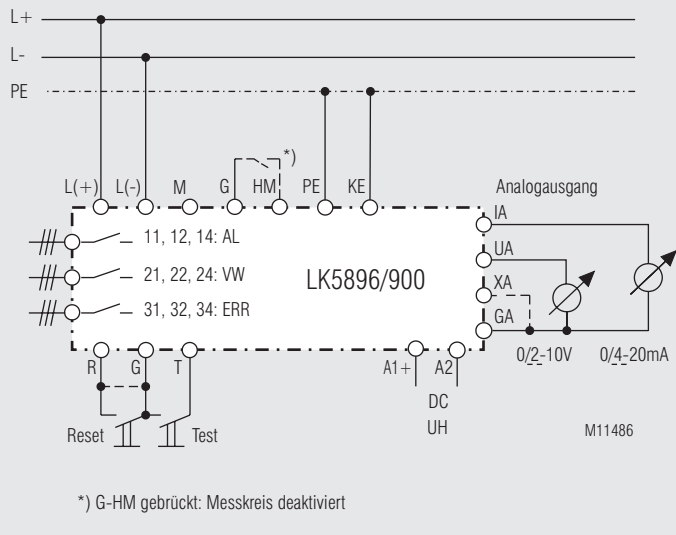 L+
L-
PE
*)
L(+) L(-) M G HM PE KE
Analogausgang
IA
11, 12, 14: AL
UA
21, 22, 24: VW
LK5896/900
XA
31, 32, 34: ERR
GA
0/2-10V 0/4-20mA
R G T A1+ A2
DC
UH
Reset Test
M11486
*) G-HM gebrückt: Messkreis deaktiviert